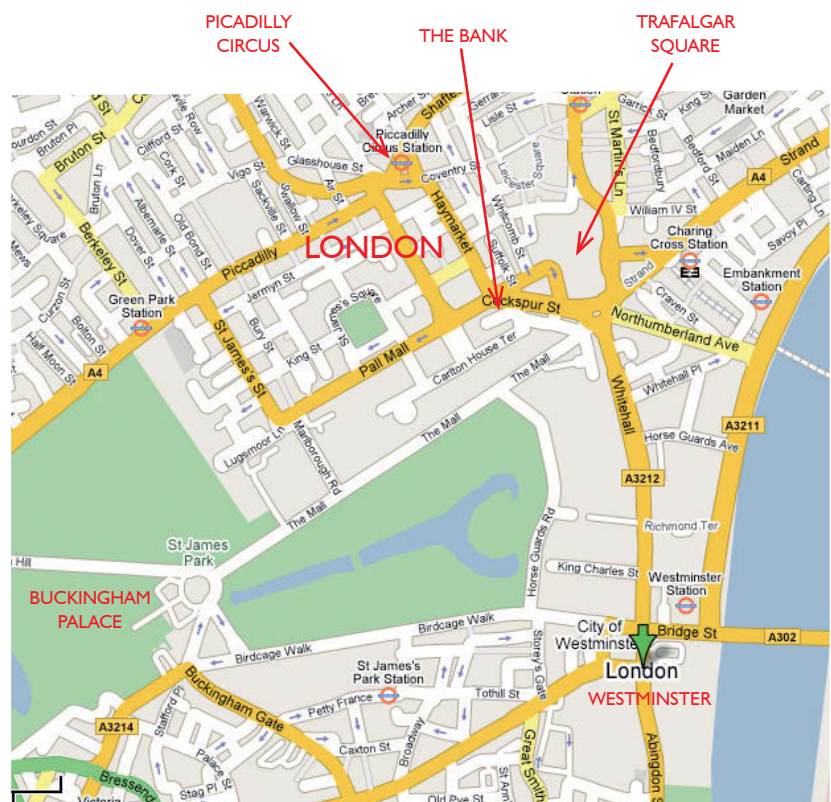 PICADILLY
CIRCUS
THE BANK
TRAFALGAR
SQUARE
Archer St
Gerrard
Lisle St
Station
Garrick St
King St
Garden
Market
Warwick St
Savile Row
Clifford St
Cork St
Bruton Pl
Bruton St
Bruton Ln
Piccadilly
Circus Station
Glasshouse St
Coventry St
Leicester Square
St Martin's Ln
Bedfordbury
Bedford St
Maiden Ln
Strand
A4
Vigo St
Sackville St
Swallow St
Air St
Haymarket
Whitcomb St
Suffolk St
William IV St
Carting Ln
Savoy Pl
Berkeley Square
Mews
Berkeley St
Albemarle St
Old Bond St
Dover St
Piccadilly
LONDON
Charing
Cross Station
Strand
Embankment
Station
Craven St
Curzon St
Bolton St
Half Moon St
Green Park
Station
Jermyn St
Bury St
King St
St James's Square
St James's St
Cockspur St
Northumberland Ave
Pall Mall
Carlton House Ter
The Mall
Whitehall
Whitehall Pl
A4
A3211
Lugsmoor Ln
Marlborough Rd
The Mall
Horse Guards Ave
A3212
The Mall
Horse Guards Rd
Richmond Ter
St James
Park
Hill
King Charles St
Westminster
Station
BUCKINGHAM
PALACE
Birdcage Walk
Birdcage Walk
City of
Westminster
Bridge St
A302
London
WESTMINSTER
Storey's Gate
St James's
Park Station
Tothill St
Petty France
Buckingham Gate
Stafford Pl
A3214
Palace St
Caxton St
Broadway
Great Smith
Abingdon S
Bressend
Stag Pl
Victoria
St Ann
Old Pye St